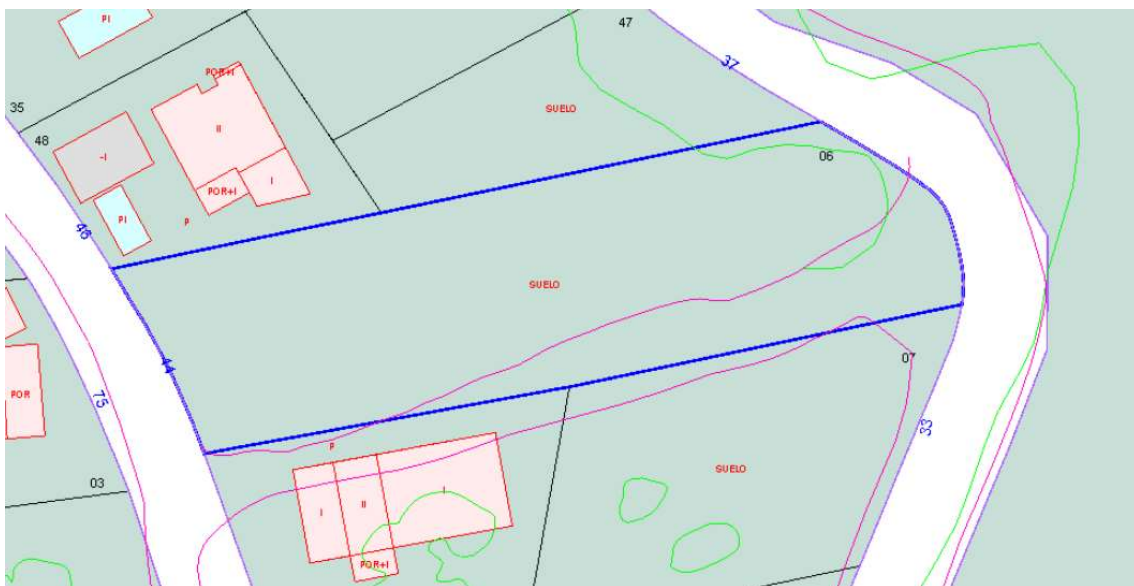 PI
47
37
POR+I
35
SUELO
II
48
-I
06
I
POR+I
PI
P
46
SUELO
07
44
POR
75
33
P
SUELO
03
I
II
I
POR+I